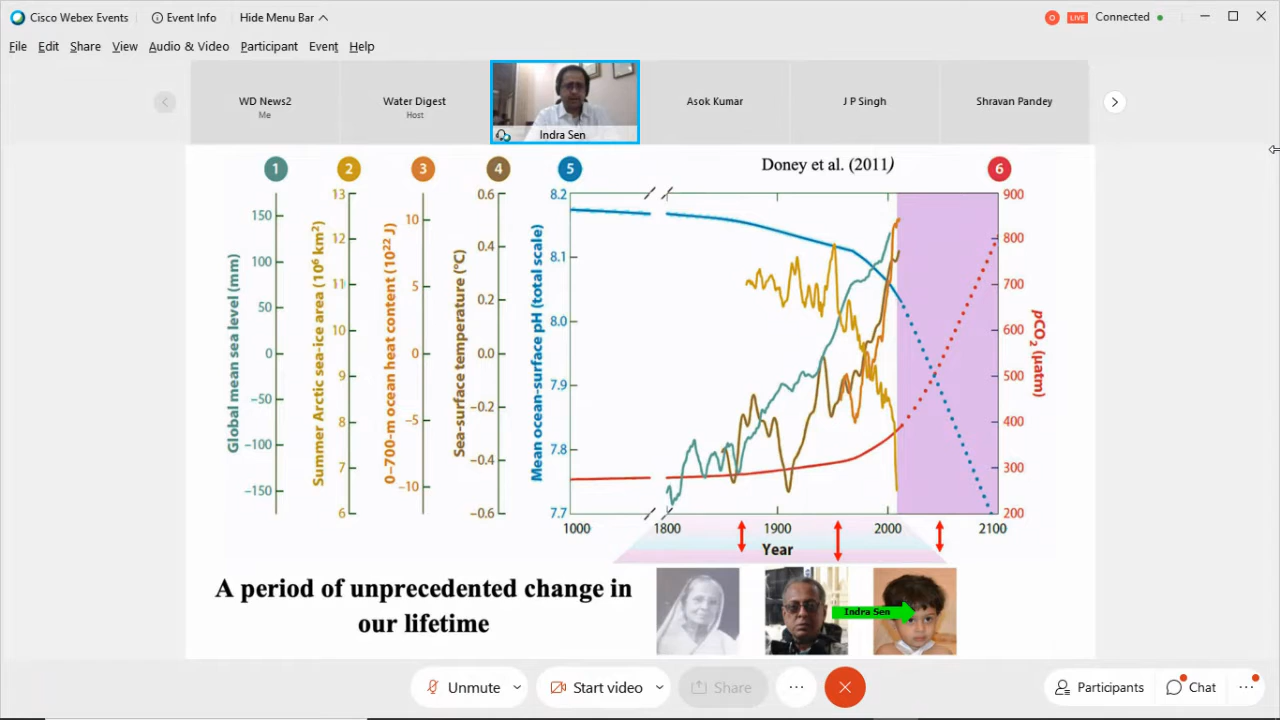 Cisco Webex Events
Event Info
Hide Menu Bar
LIVE
Connected
File Edit Share View Audio & Video Participant Event Help
WD News2
Me
Water Digest
Host
Indra Sen
Asok Kumar
J P Singh
Shravan Pandey
1 2 3 4 5 6
Doney et al. (2011)
Global mean sea level (mm)
150
100
50
0
−50
−100
−150
Summer Arctic sea-ice area (10⁶ km²)
13
12
11
10
9
8
7
6
0–700-m ocean heat content (10²² J)
10
5
0
−5
−10
Sea-surface temperature (°C)
0.6
0.4
0.2
0.0
−0.2
−0.4
−0.6
Mean ocean-surface pH (total scale)
8.2
8.1
8.0
7.9
7.8
7.7
900
800
700
600
500
400
300
200
pCO₂ (μatm)
1000 1800 1900 2000 2100
Year
A period of unprecedented change in
our lifetime
Indra Sen
Unmute
Start video
Share
Participants
Chat